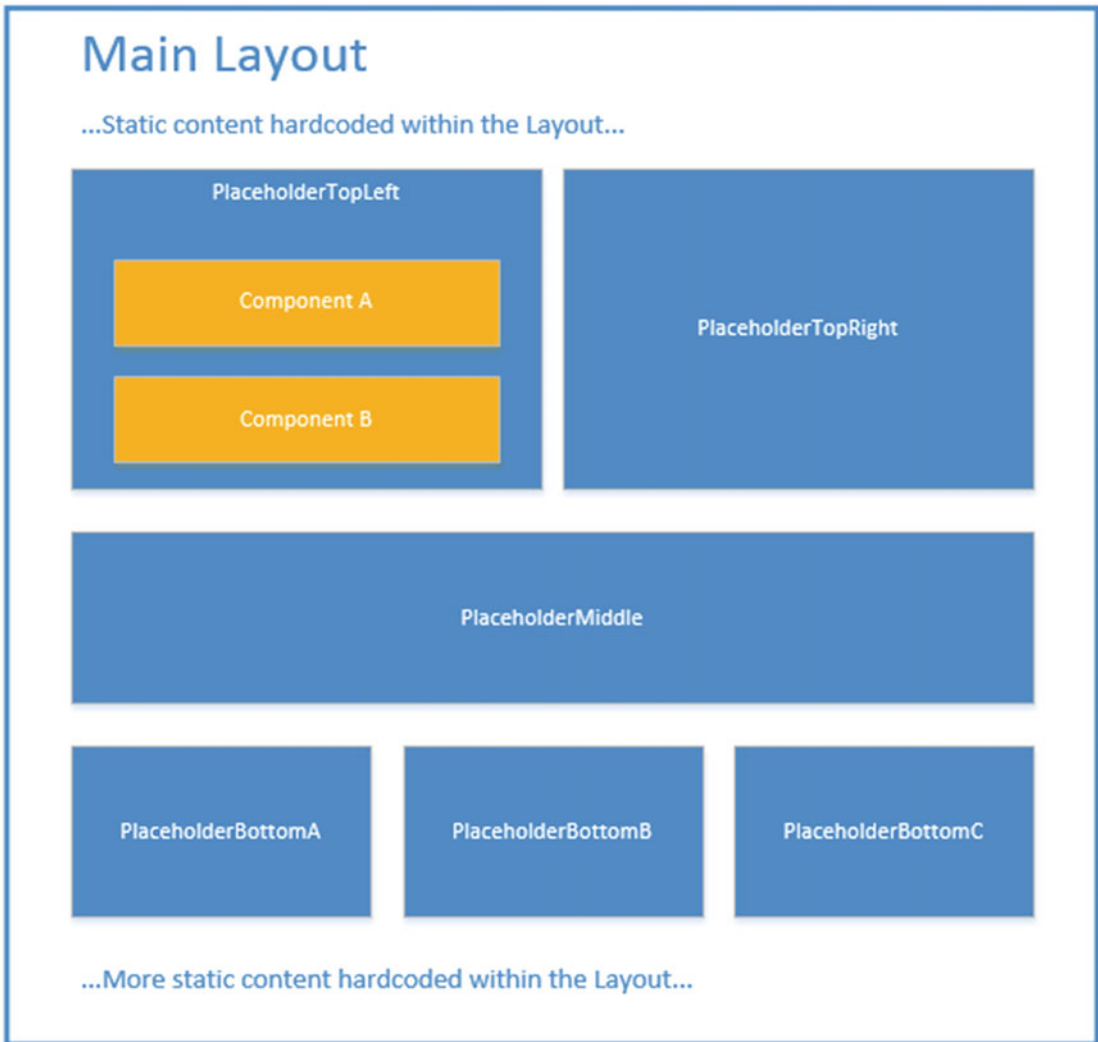 Main Layout
...Static content hardcoded within the Layout...
PlaceholderTopLeft
Component A
Component B
PlaceholderTopRight
PlaceholderMiddle
PlaceholderBottomA
PlaceholderBottomB
PlaceholderBottomC
...More static content hardcoded within the Layout...